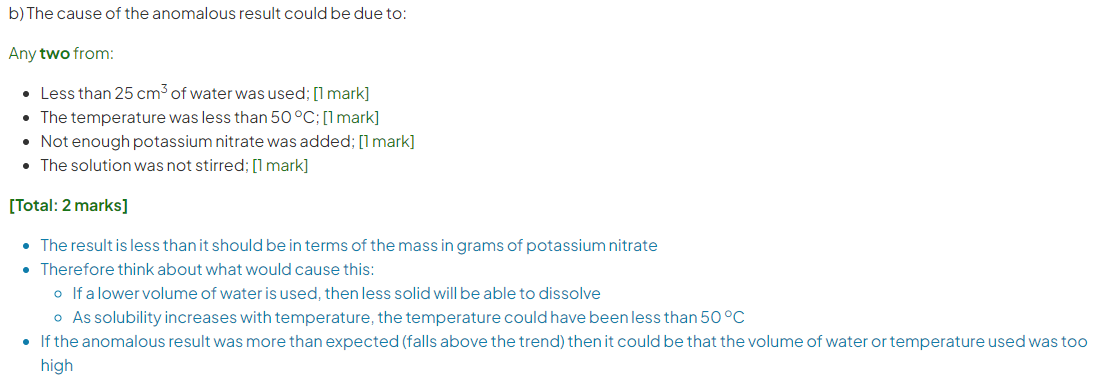 b) The cause of the anomalous result could be due to:
Any two from:
• Less than 25 cm³ of water was used; [1 mark]
• The temperature was less than 50 ºC; [1 mark]
• Not enough potassium nitrate was added; [1 mark]
• The solution was not stirred; [1 mark]
[Total: 2 marks]
• The result is less than it should be in terms of the mass in grams of potassium nitrate
• Therefore think about what would cause this:
◦ If a lower volume of water is used, then less solid will be able to dissolve
◦ As solubility increases with temperature, the temperature could have been less than 50 ºC
• If the anomalous result was more than expected (falls above the trend) then it could be that the volume of water or temperature used was too
high